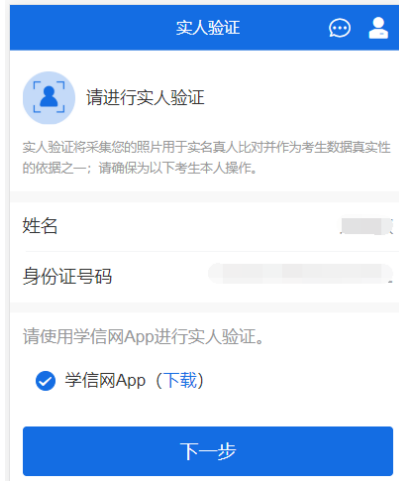 实人验证
请进行实人验证
实人验证将采集您的照片用于实名真人比对并作为考生数据真实性
的依据之一；请确保为以下考生本人操作。
姓名
身份证号码
请使用学信网App进行实人验证。
学信网App（下载）
下一步